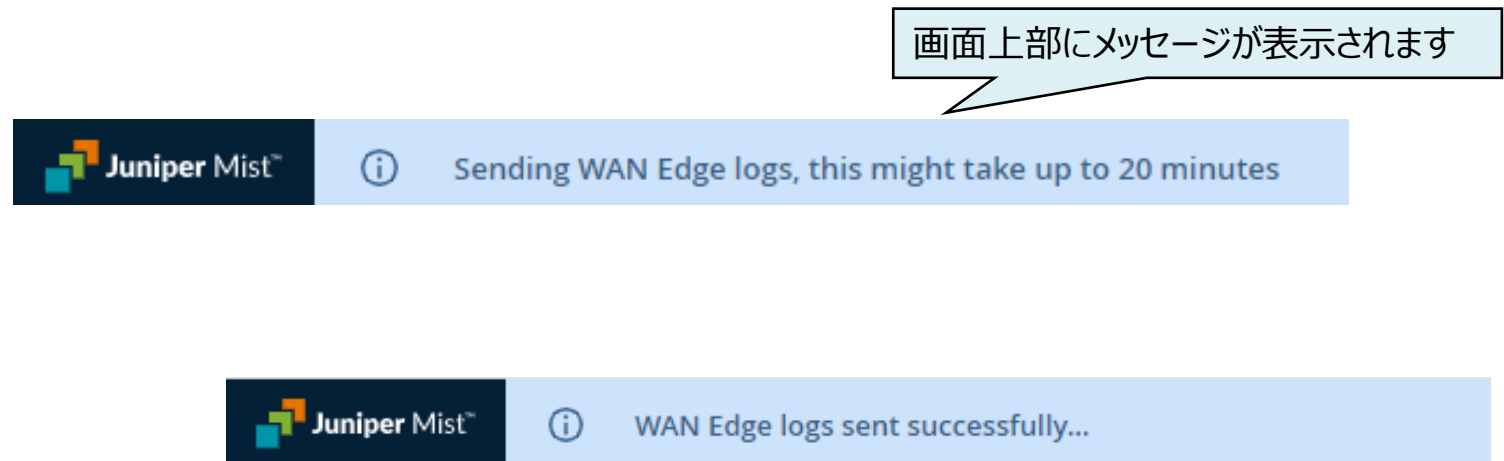 画面上部にメッセージが表示されます
Juniper Mist™ Sending WAN Edge logs, this might take up to 20 minutes
Juniper Mist™ WAN Edge logs sent successfully...